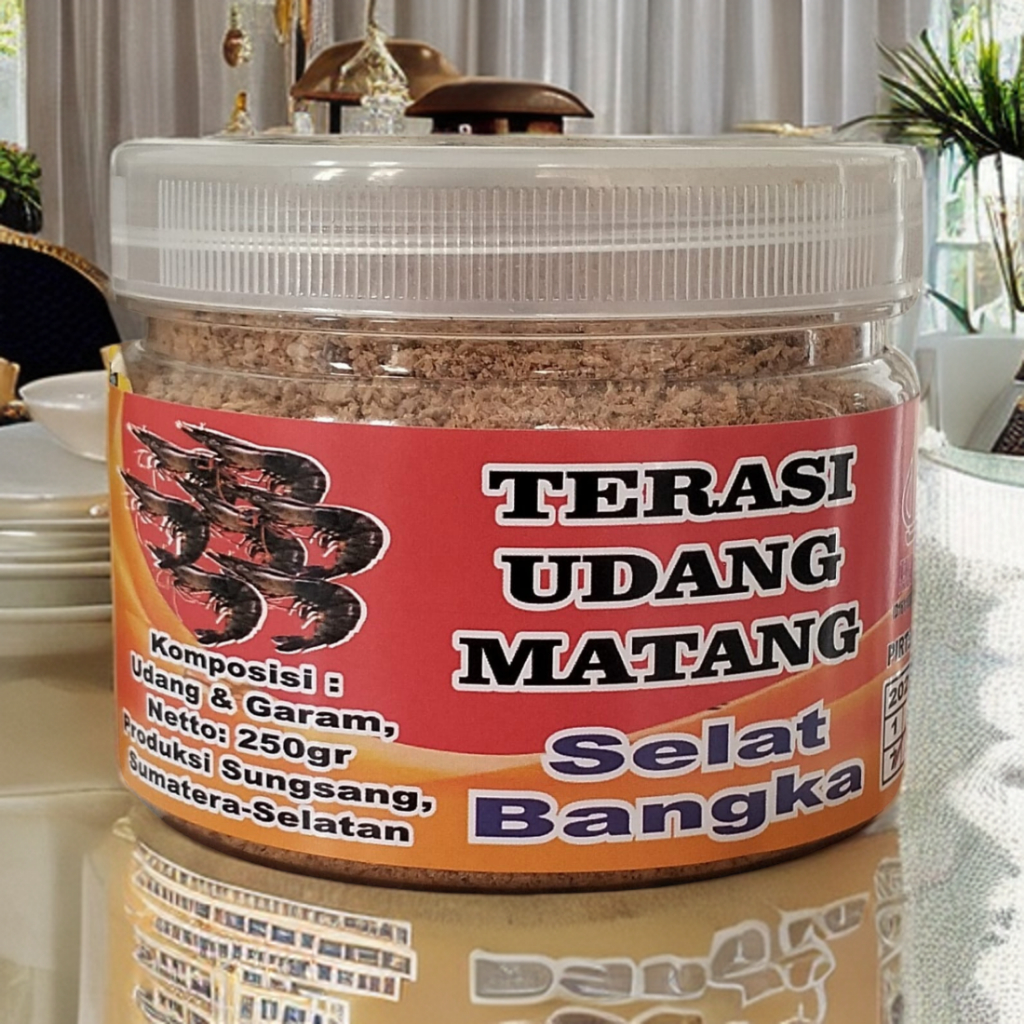 TERASI
UDANG
MATANG
Selat
Bangka
Komposisi :
Udang & Garam,
Netto: 250gr
Produksi Sungsang,
Sumatera-Selatan